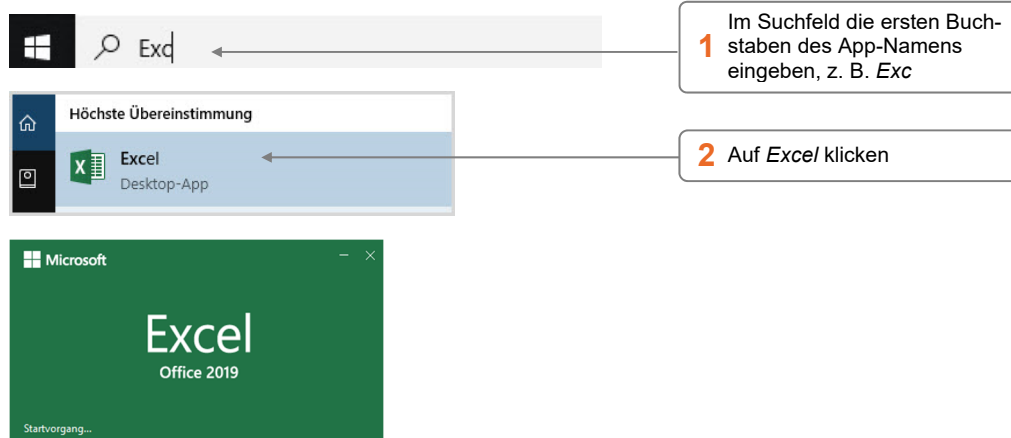 Exc
1
Im Suchfeld die ersten Buch-
staben des App-Namens
eingeben, z. B. Exc
Höchste Übereinstimmung
Excel
Desktop-App
2 Auf Excel klicken
Microsoft
Excel
Office 2019
Startvorgang...